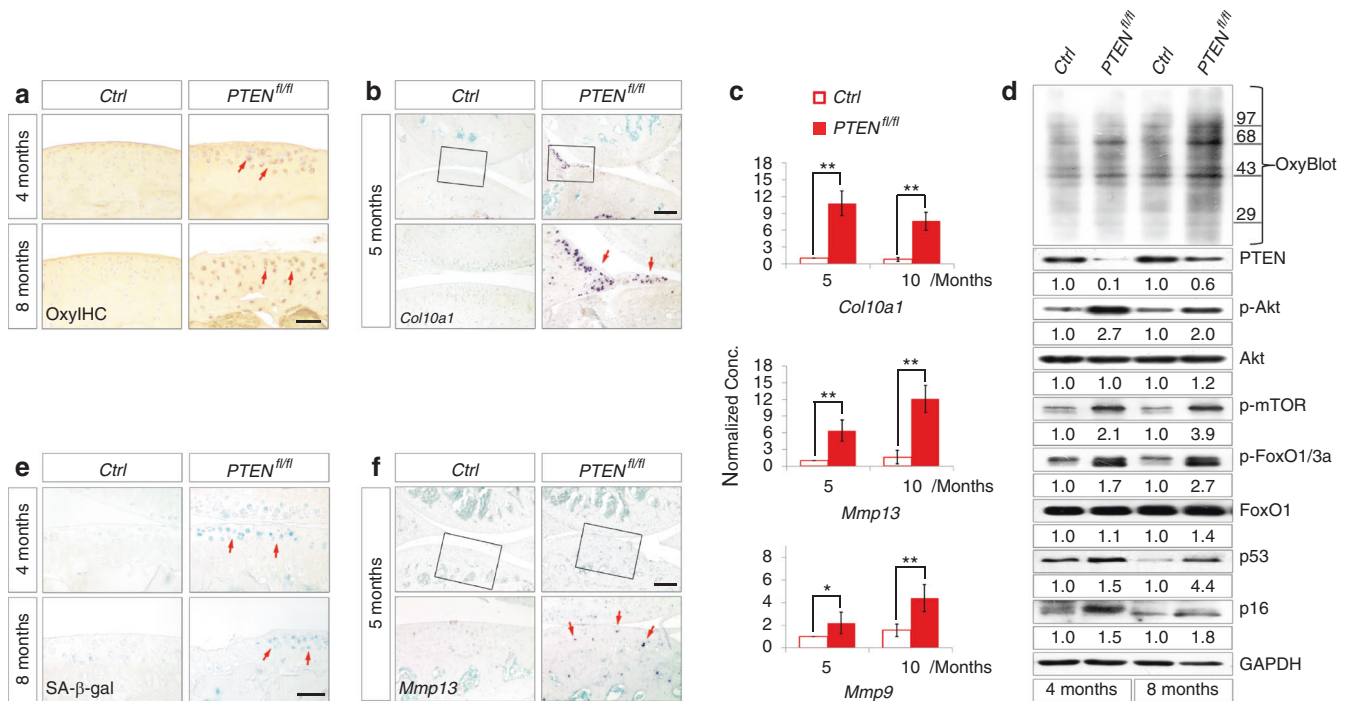 a
Ctrl
PTEN fl/fl
4 months
8 months
OxyIHC
b
Ctrl
PTEN fl/fl
5 months
Col10a1
c
Ctrl
PTEN fl/fl
Normalized Conc.
18
15
12
9
6
3
0
**
**
5 10 /Months
Col10a1
18
15
12
9
6
3
0
**
**
5 10 /Months
Mmp13
8
6
4
2
0
*
**
5 10 /Months
Mmp9
d
Ctrl PTEN fl/fl Ctrl PTEN fl/fl
97
68
43
29
OxyBlot
PTEN
1.0 0.1 1.0 0.6
p-Akt
1.0 2.7 1.0 2.0
Akt
1.0 1.0 1.0 1.2
p-mTOR
1.0 2.1 1.0 3.9
p-FoxO1/3a
1.0 1.7 1.0 2.7
FoxO1
1.0 1.1 1.0 1.4
p53
1.0 1.5 1.0 4.4
p16
1.0 1.5 1.0 1.8
GAPDH
4 months 8 months
e
Ctrl
PTEN fl/fl
4 months
8 months
SA-β-gal
f
Ctrl
PTEN fl/fl
5 months
Mmp13